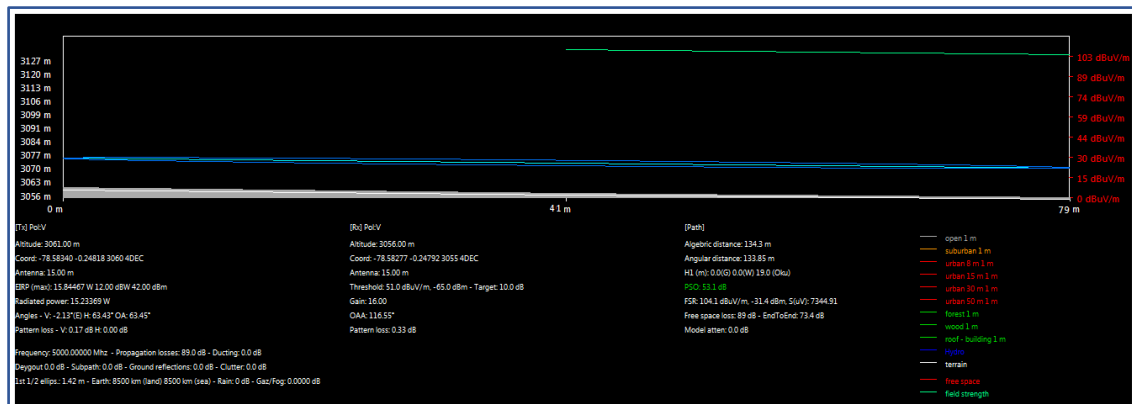 3127 m
3120 m
3113 m
3106 m
3099 m
3091 m
3084 m
3077 m
3070 m
3063 m
3056 m
103 dBuV/m
89 dBuV/m
74 dBuV/m
59 dBuV/m
44 dBuV/m
30 dBuV/m
15 dBuV/m
0 dBuV/m
0 m
41 m
79 m
[Tx] Pol:V
Altitude: 3061.00 m
Coord: -78.58340 -0.24818 3060 4DEC
Antenna: 15.00 m
EIRP (max): 15.84467 W 12.00 dBW 42.00 dBm
Radiated power: 15.23369 W
Angles - V: -2.13°(E) H: 63.43° OA: 63.45°
Pattern loss - V: 0.17 dB H: 0.00 dB
[Rx] Pol:V
Altitude: 3056.00 m
Coord: -78.58277 -0.24792 3055 4DEC
Antenna: 15.00 m
Threshold: 51.0 dBuV/m, -65.0 dBm - Target: 10.0 dB
Gain: 16.00
OAA: 116.55°
Pattern loss: 0.33 dB
[Path]
Algebric distance: 134.3 m
Angular distance: 133.85 m
H1 (m): 0.0(G) 0.0(W) 19.0 (Oku)
PSO: 53.1 dB
FSR: 104.1 dBuV/m, -31.4 dBm, S(uV): 7344.91
Free space loss: 89 dB - EndToEnd: 73.4 dB
Model atten: 0.0 dB
Frequency: 5000.00000 Mhz - Propagation losses: 89.0 dB - Ducting: 0.0 dB
Deygout 0.0 dB - Subpath: 0.0 dB - Ground reflections: 0.0 dB - Clutter: 0.0 dB
1st 1/2 ellips.: 1.42 m - Earth: 8500 km (land) 8500 km (sea) - Rain: 0 dB - Gaz/Fog: 0.0000 dB
open 1 m
suburban 1 m
urban 8 m 1 m
urban 15 m 1 m
urban 30 m 1 m
urban 50 m 1 m
forest 1 m
wood 1 m
roof - building 1 m
hydro
terrain
free space
field strength